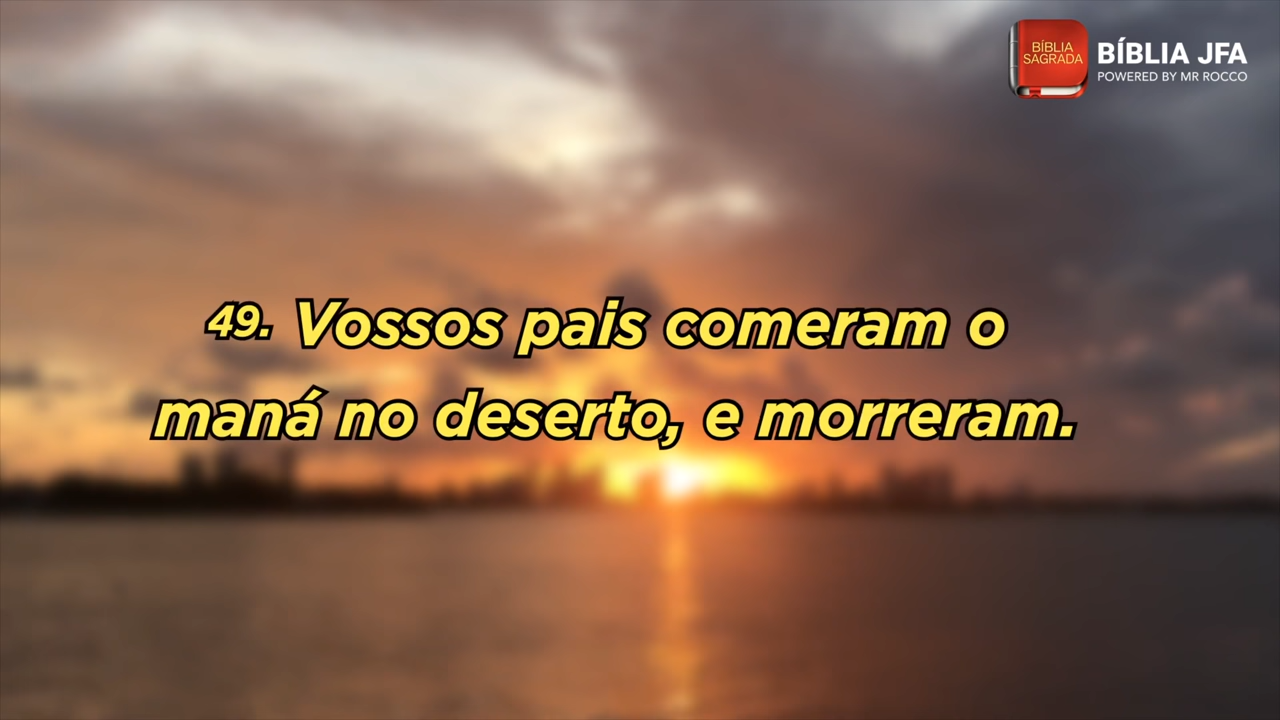 BÍBLIA
SAGRADA
BÍBLIA JFA
POWERED BY MR ROCCO
49. Vossos pais comeram o
maná no deserto, e morreram.